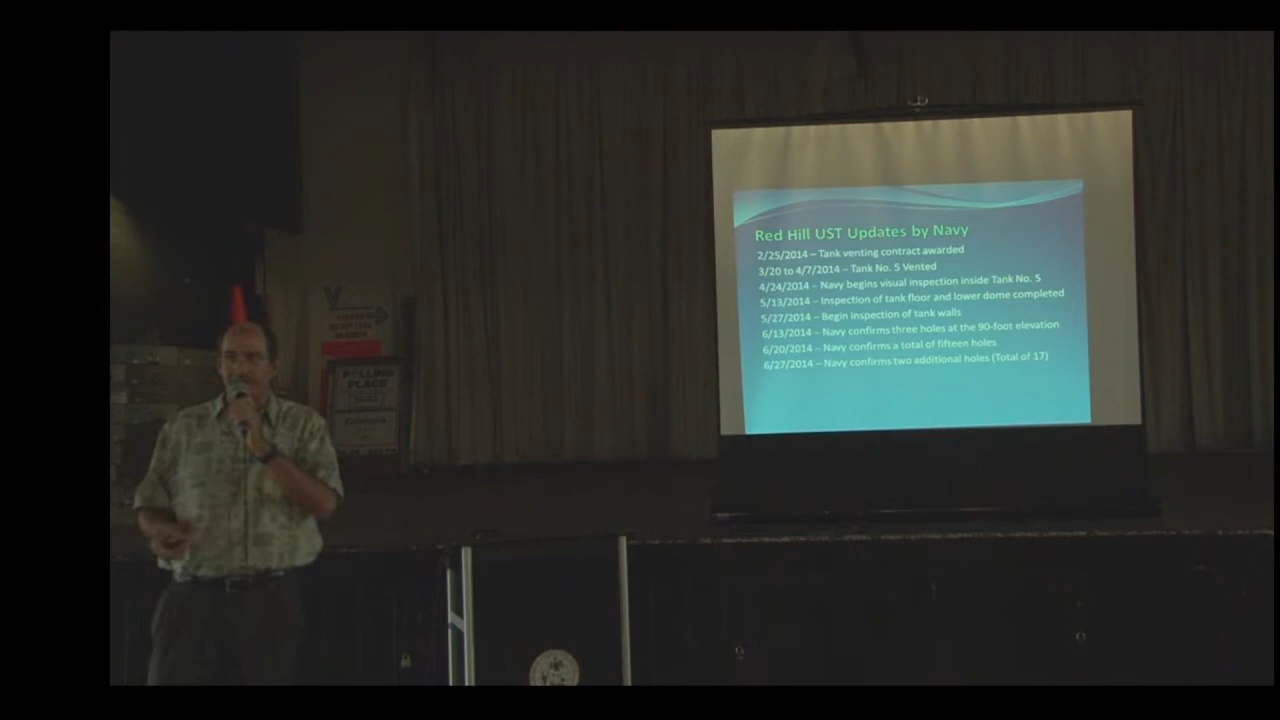 Red Hill UST Updates by Navy
2/25/2014 – Tank venting contract awarded
3/20 to 4/7/2014 – Tank No. 5 Vented
4/24/2014 – Navy begins visual inspection inside Tank No. 5
5/13/2014 – Inspection of tank floor and lower dome completed
5/27/2014 – Begin inspection of tank walls
6/13/2014 – Navy confirms three holes at the 90-foot elevation
6/20/2014 – Navy confirms a total of fifteen holes
6/27/2014 – Navy confirms two additional holes (Total of 17)
POLLING
PLACE
Cafeteria